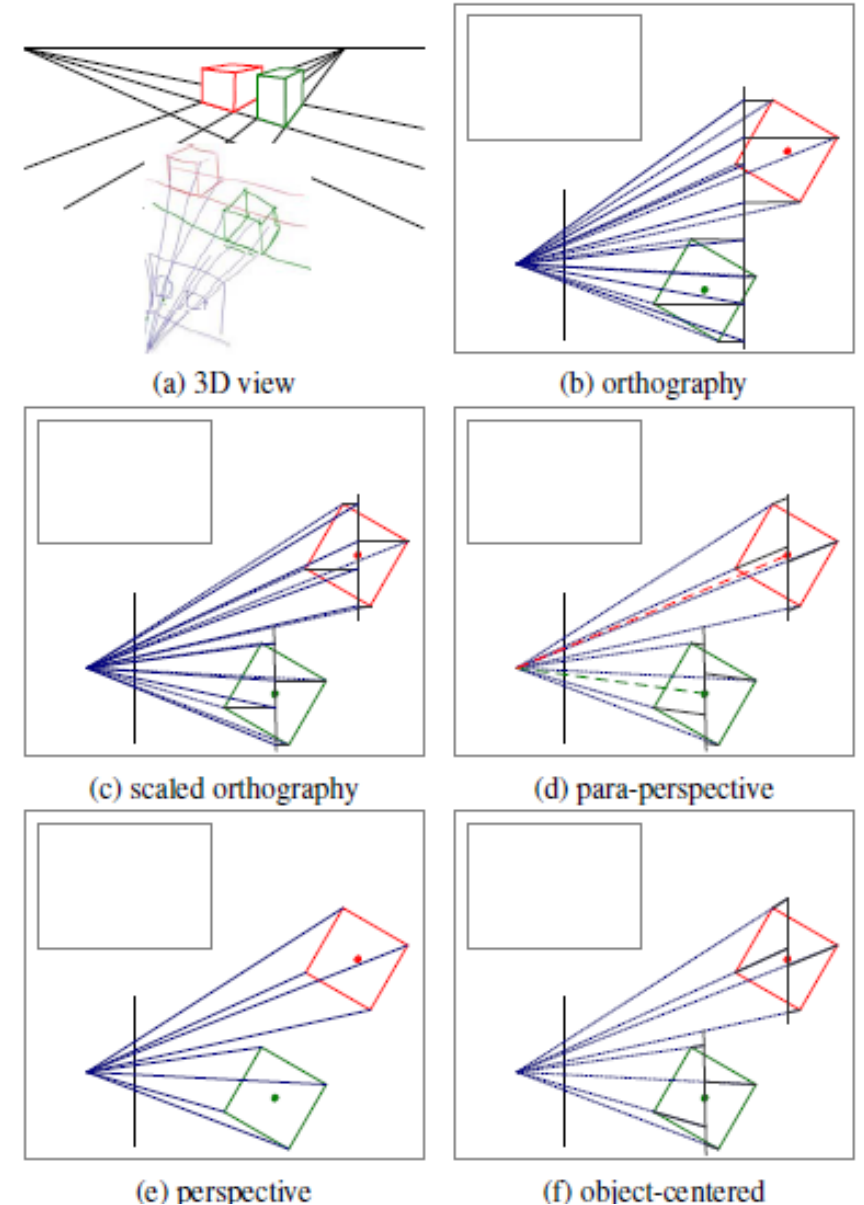 (a) 3D view
(b) orthography
(c) scaled orthography
(d) para-perspective
(e) perspective
(f) object-centered